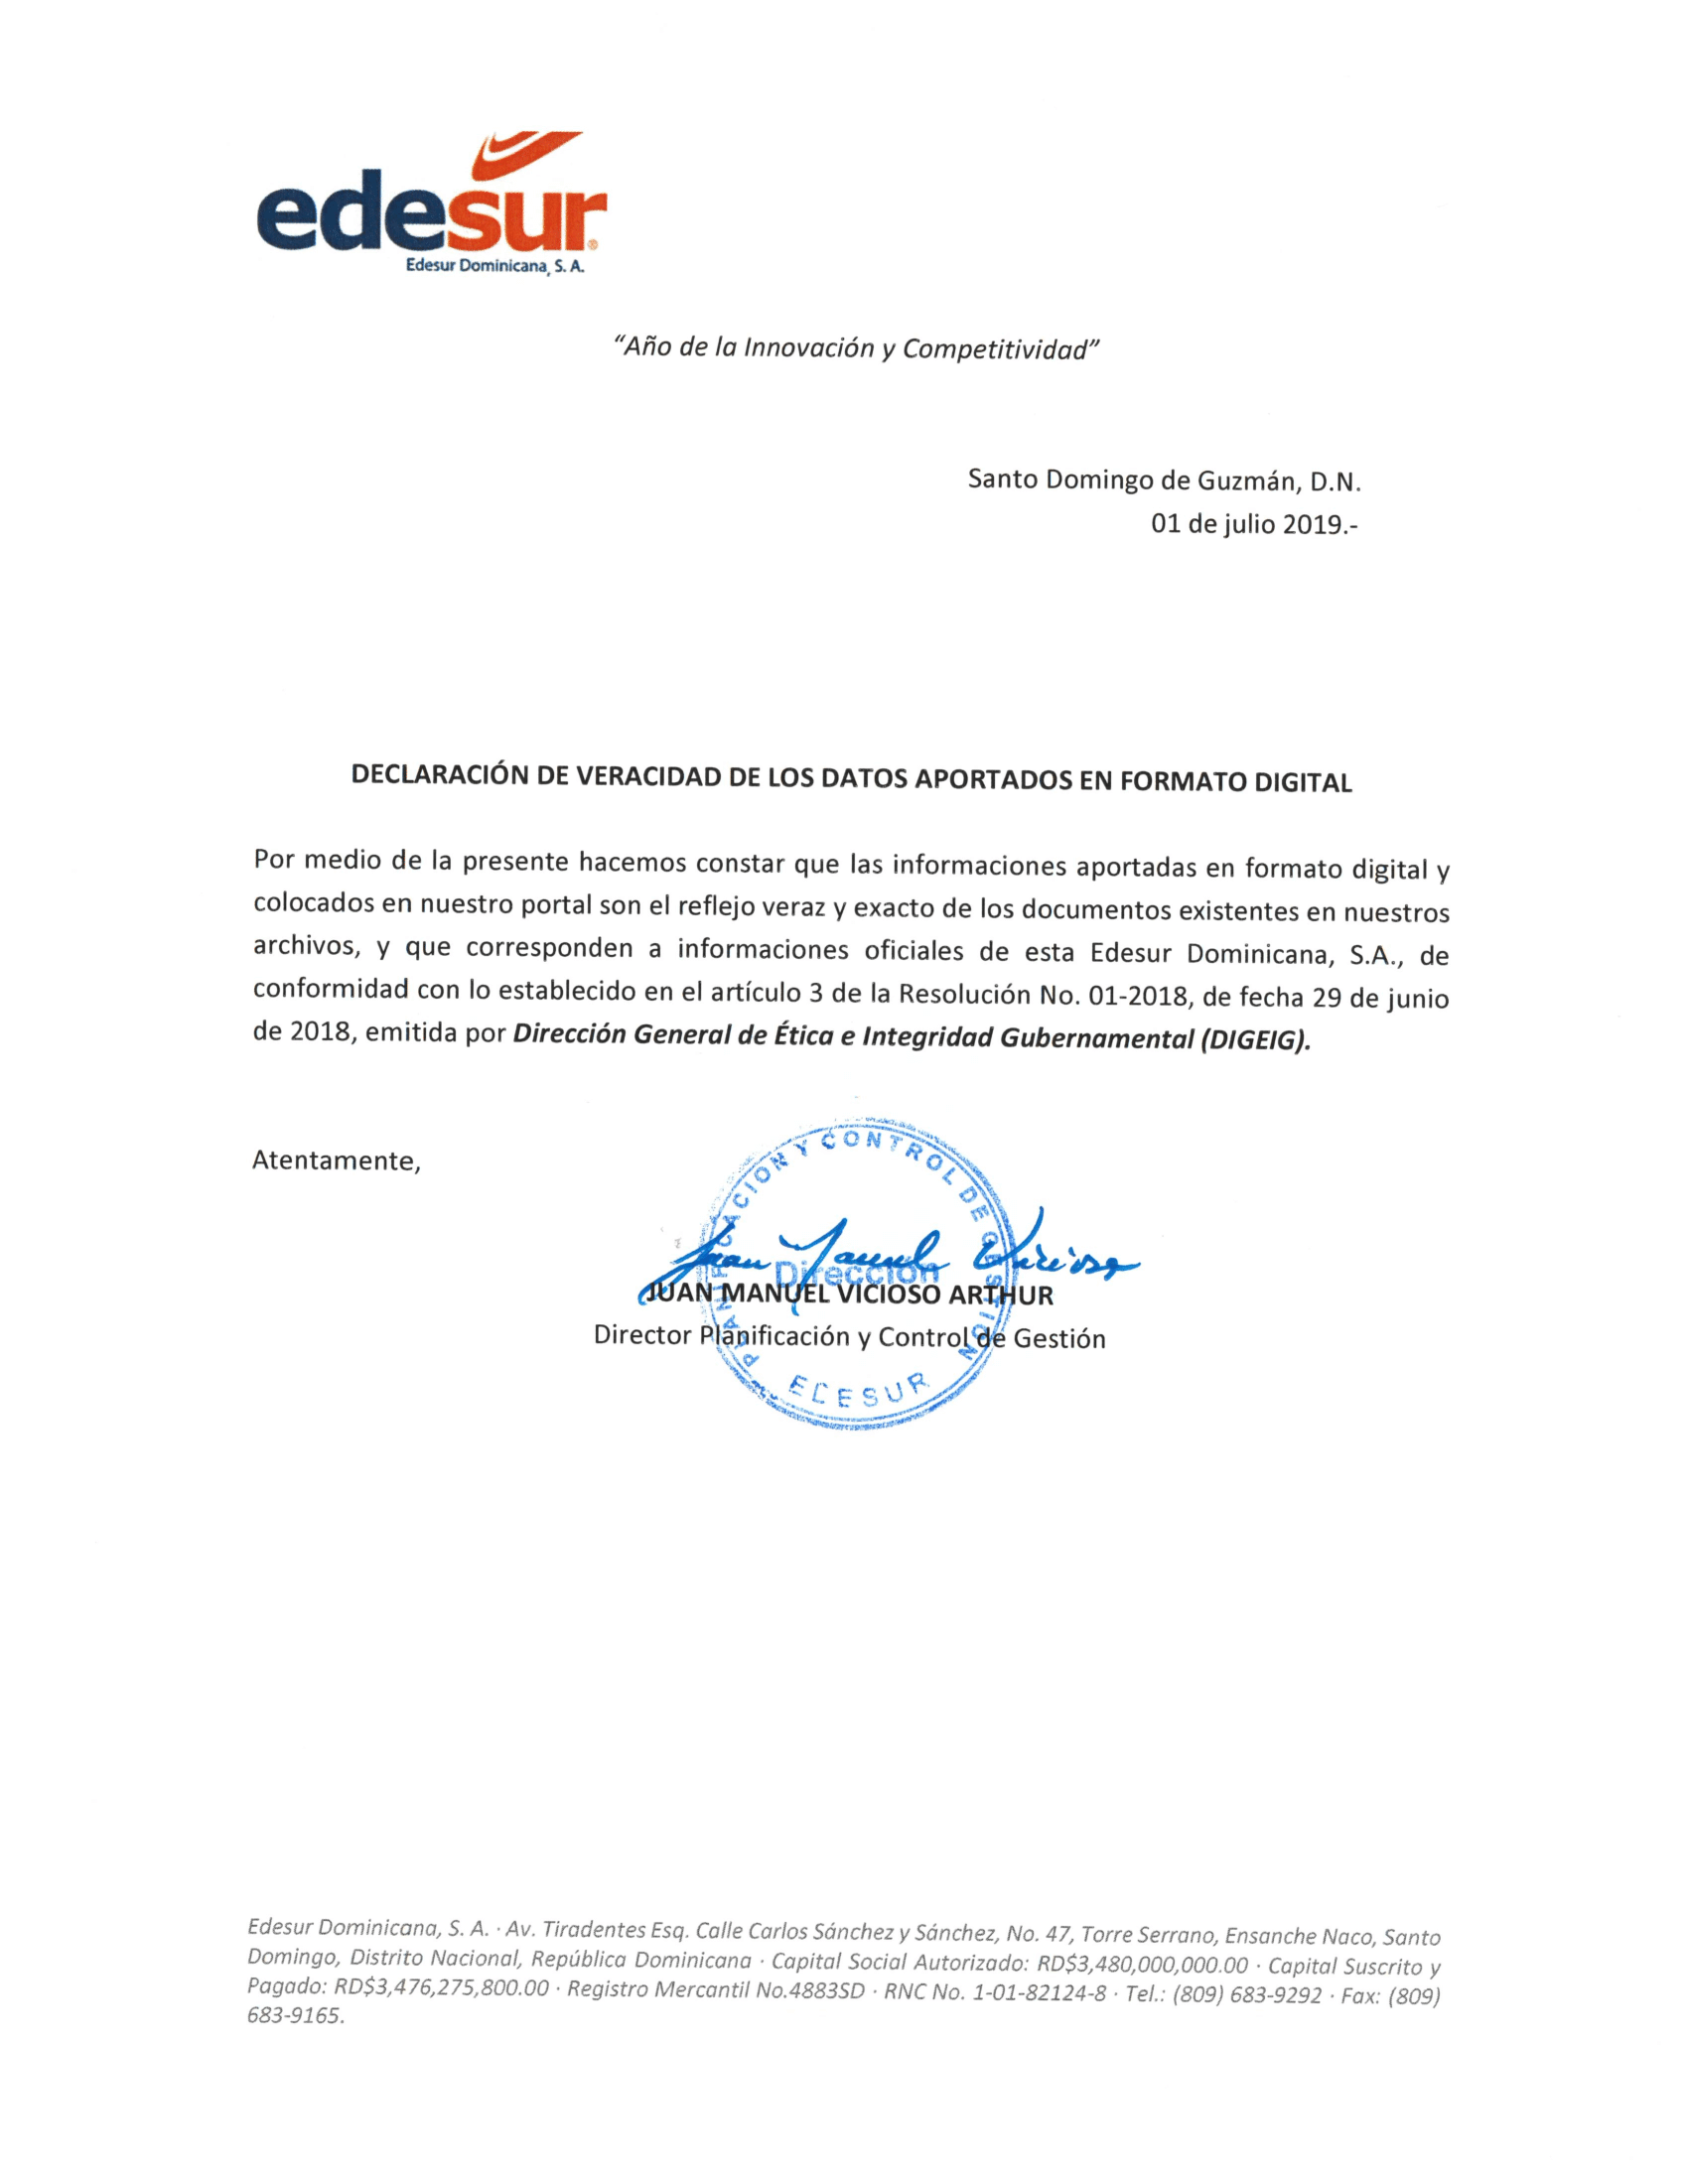 edesur
Edesur Dominicana, S. A.
“Año de la Innovación y Competitividad”
Santo Domingo de Guzmán, D.N.
01 de julio 2019.-
DECLARACIÓN DE VERACIDAD DE LOS DATOS APORTADOS EN FORMATO DIGITAL
Por medio de la presente hacemos constar que las informaciones aportadas en formato digital y
colocados en nuestro portal son el reflejo veraz y exacto de los documentos existentes en nuestros
archivos, y que corresponden a informaciones oficiales de esta Edesur Dominicana, S.A., de
conformidad con lo establecido en el artículo 3 de la Resolución No. 01-2018, de fecha 29 de junio
de 2018, emitida por Dirección General de Ética e Integridad Gubernamental (DIGEIG).
Atentamente,
PLANIFICACION Y CONTROL DE GESTION
Juan Manuel Vicioso
Dirección
JUAN MANUEL VICIOSO ARTHUR
Director Planificación y Control de Gestión
EDESUR
Edesur Dominicana, S. A. · Av. Tiradentes Esq. Calle Carlos Sánchez y Sánchez, No. 47, Torre Serrano, Ensanche Naco, Santo
Domingo, Distrito Nacional, República Dominicana · Capital Social Autorizado: RD$3,480,000,000.00 · Capital Suscrito y
Pagado: RD$3,476,275,800.00 · Registro Mercantil No.4883SD · RNC No. 1-01-82124-8 · Tel.: (809) 683-9292 · Fax: (809)
683-9165.